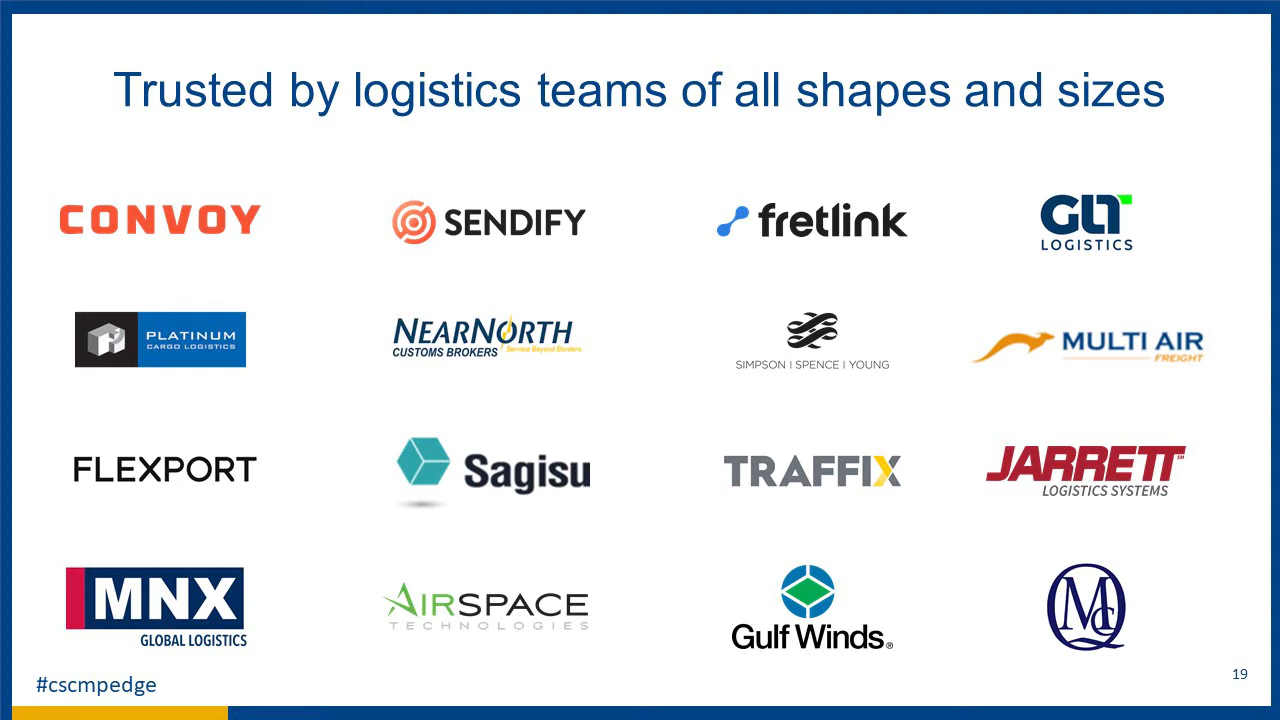 Trusted by logistics teams of all shapes and sizes
CONVOY
SENDIFY
fretlink
GLT
LOGISTICS
PLATINUM
CARGO LOGISTICS
NEARNORTH
CUSTOMS BROKERS
Service Beyond Borders.
SIMPSON | SPENCE | YOUNG
MULTI AIR
FREIGHT
FLEXPORT
Sagisu
TRAFFIX
JARRETT SM
LOGISTICS SYSTEMS
MNX
GLOBAL LOGISTICS
AIRSPACE
TECHNOLOGIES
Gulf Winds®
MQC
#cscmpedge
19